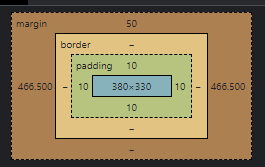 margin 50
border –
padding 10
466.500 – 10 380×330 10 – 466.500
10
–
–